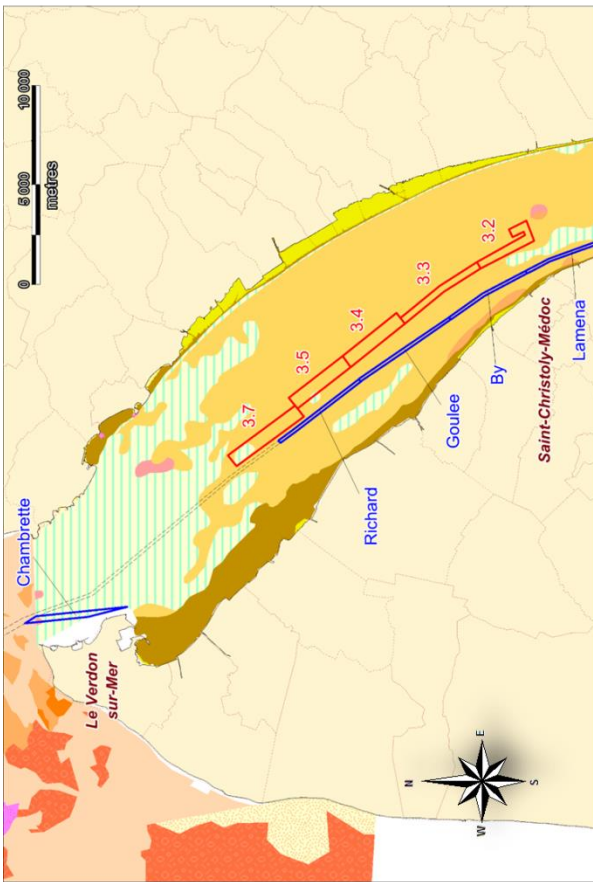 0
5 000
10 000
metres
Chambrette
Le Verdon
sur-Mer
3.7
3.5
3.4
3.3
3.2
Richard
Goulee
By
Saint-Christoly-Médoc
Lamena
N
W
E
S